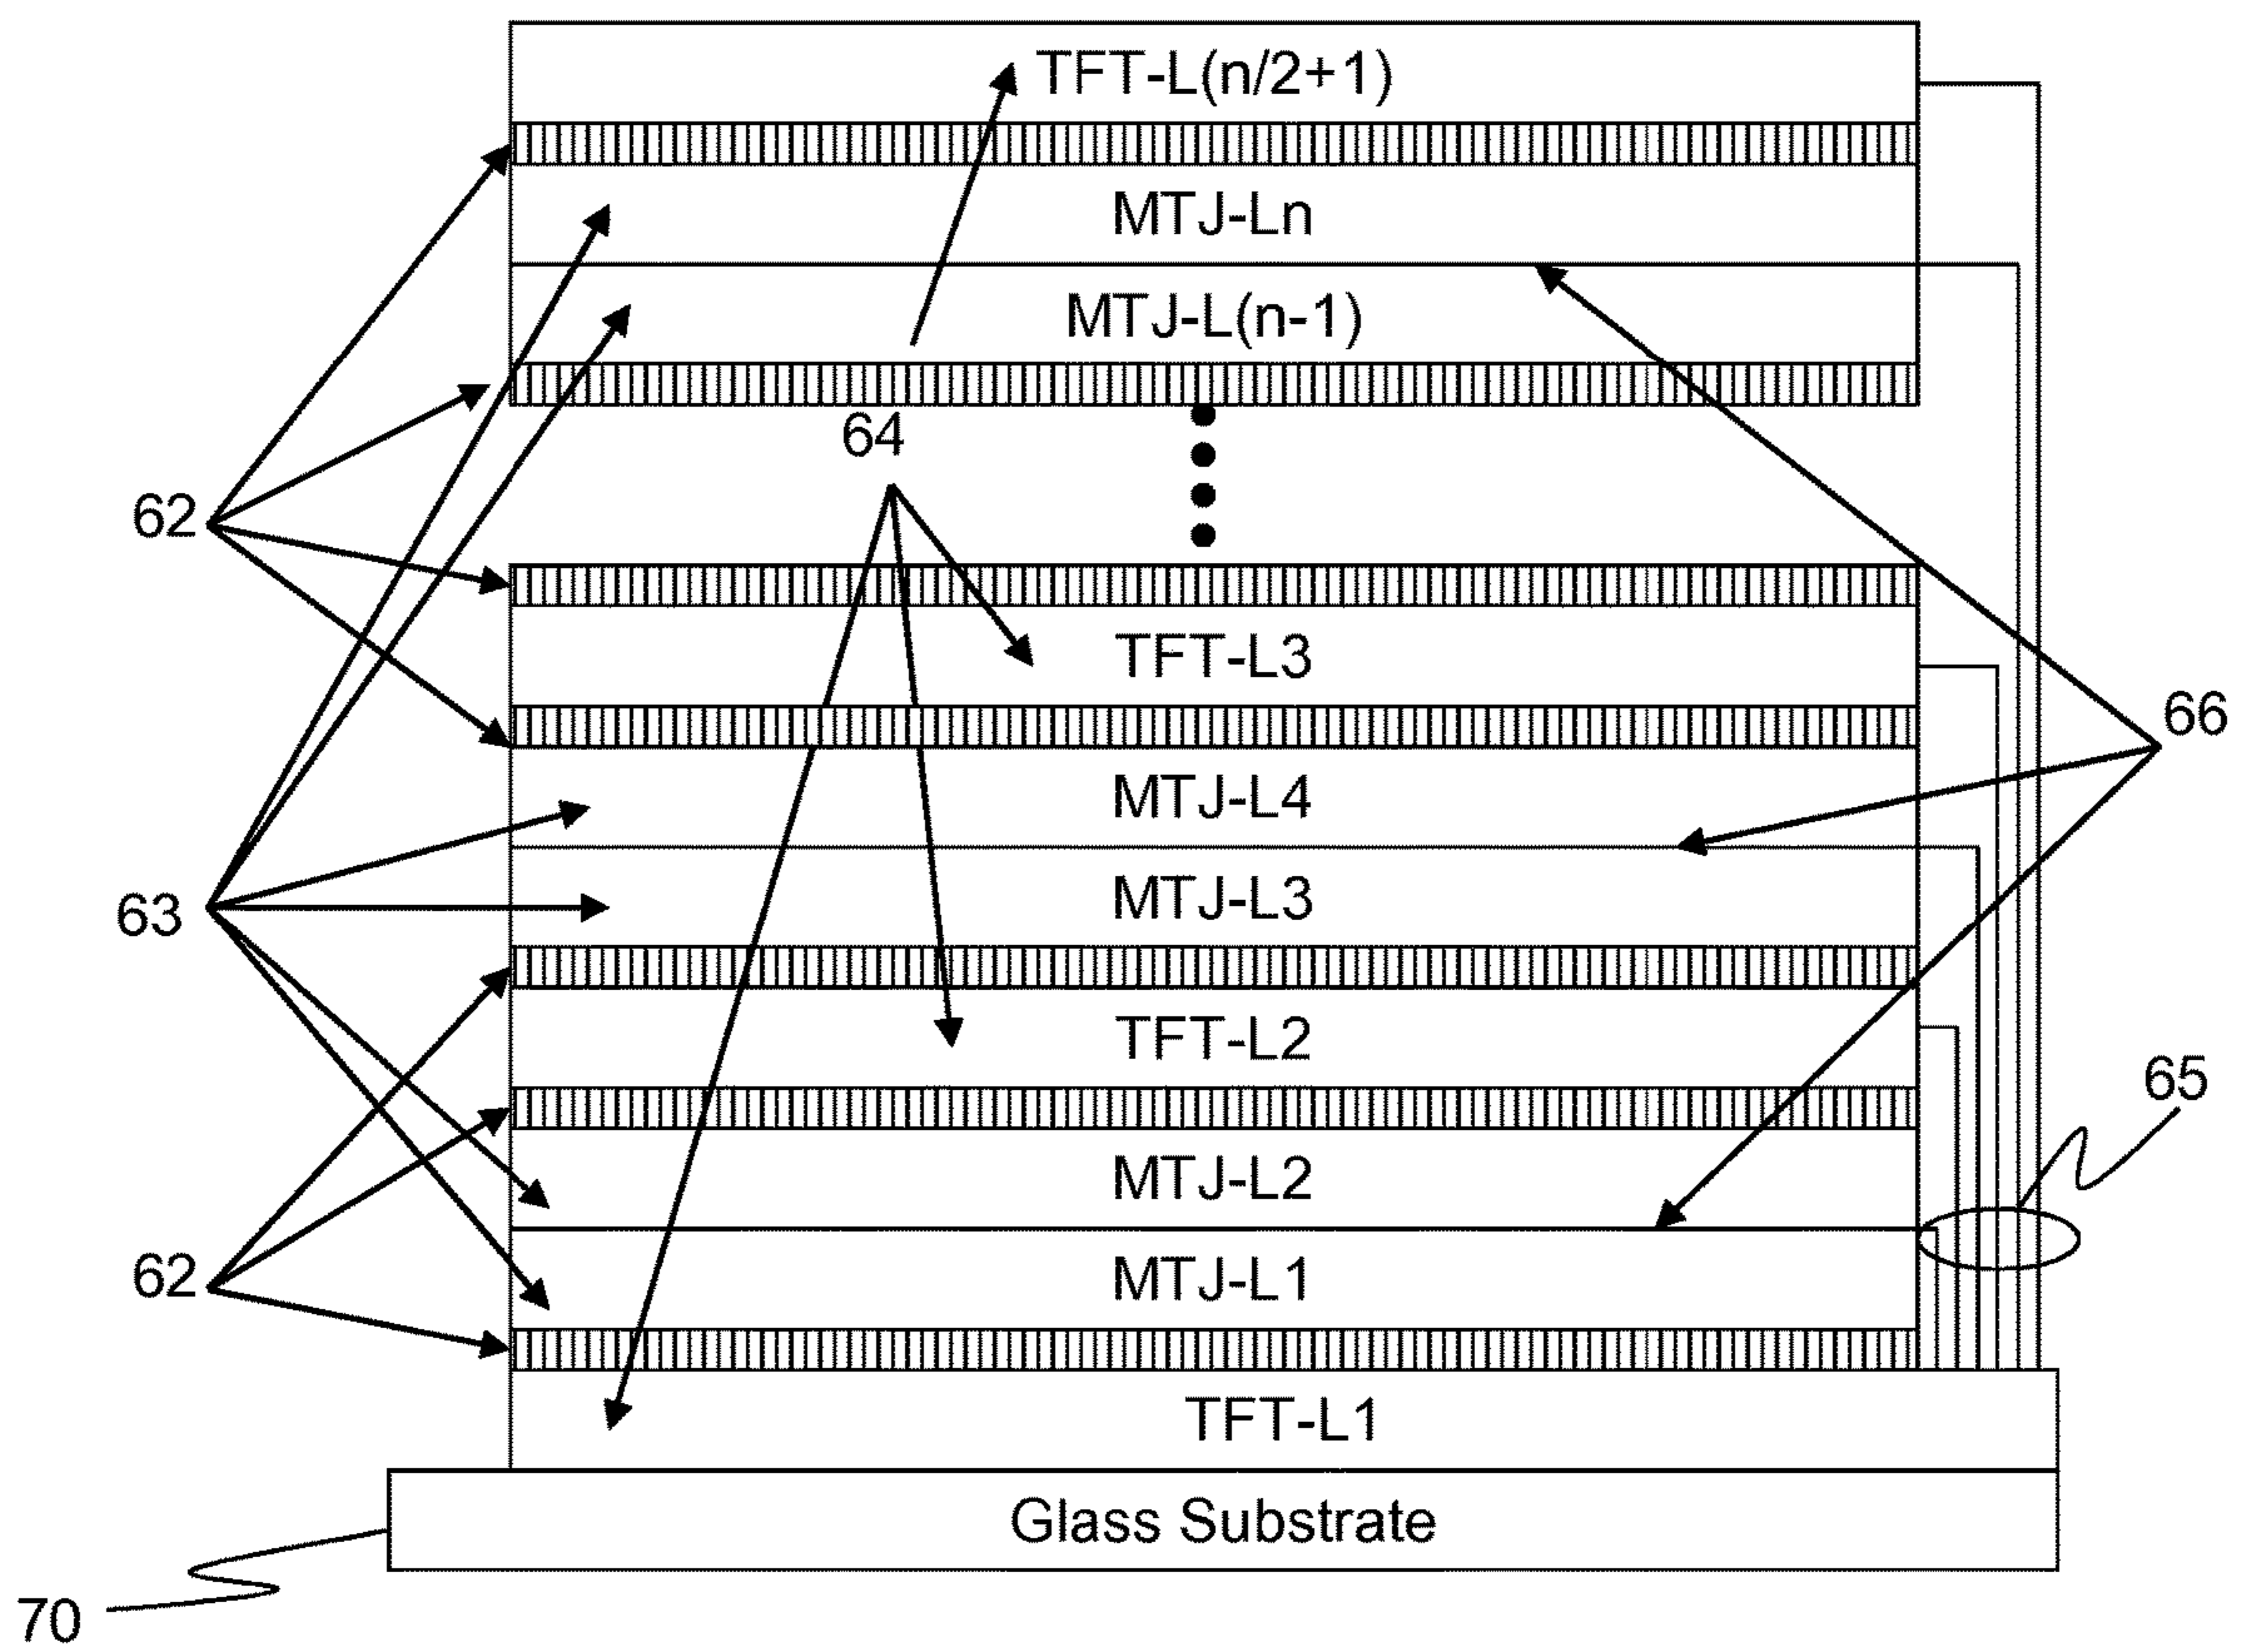 TFT-L(n/2+1)
MTJ-Ln
MTJ-L(n-1)
64
62
TFT-L3
66
MTJ-L4
63
MTJ-L3
TFT-L2
65
MTJ-L2
62
MTJ-L1
TFT-L1
Glass Substrate
70